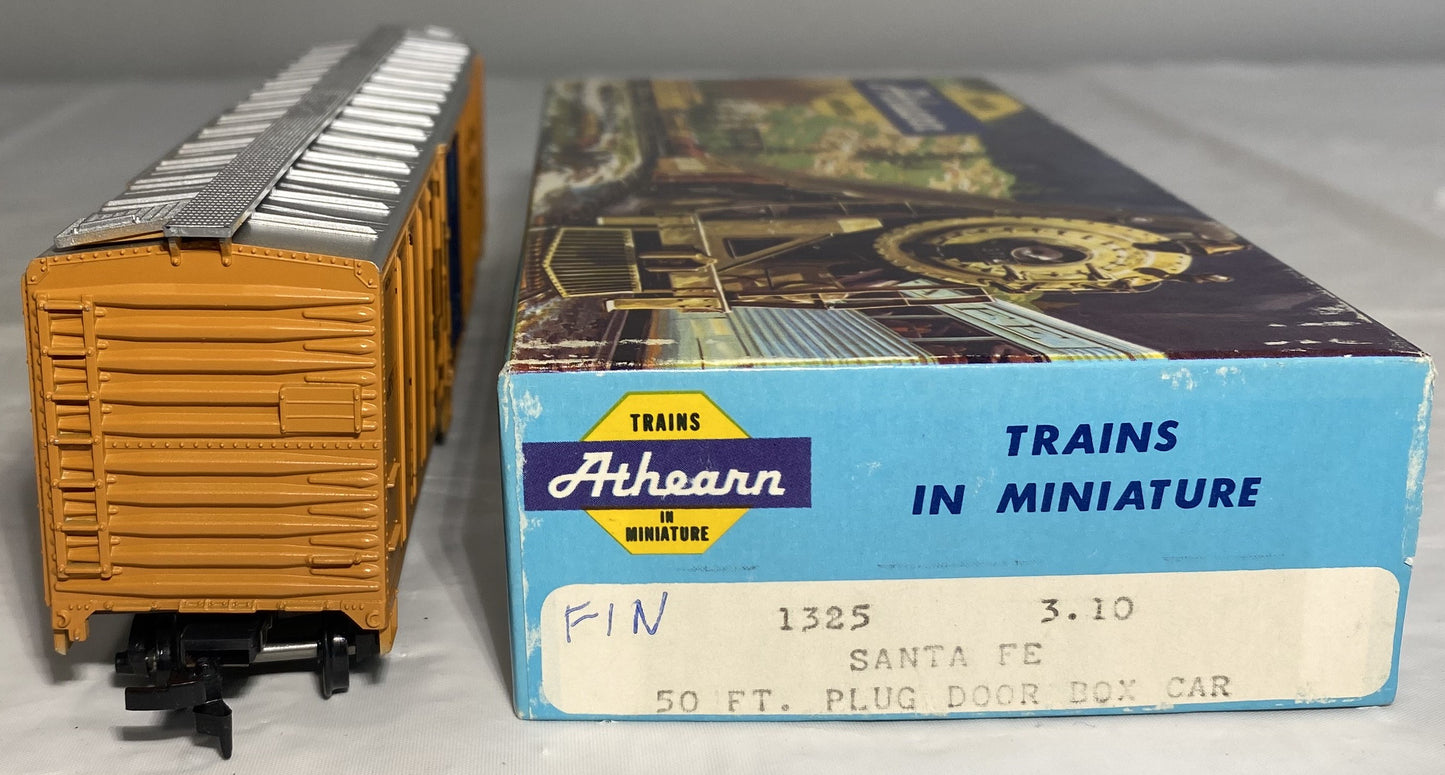 TRAINS
Athearn
IN
MINIATURE
TRAINS
IN MINIATURE
FIN 1325 3.10
SANTA FE
50 FT. PLUG DOOR BOX CAR